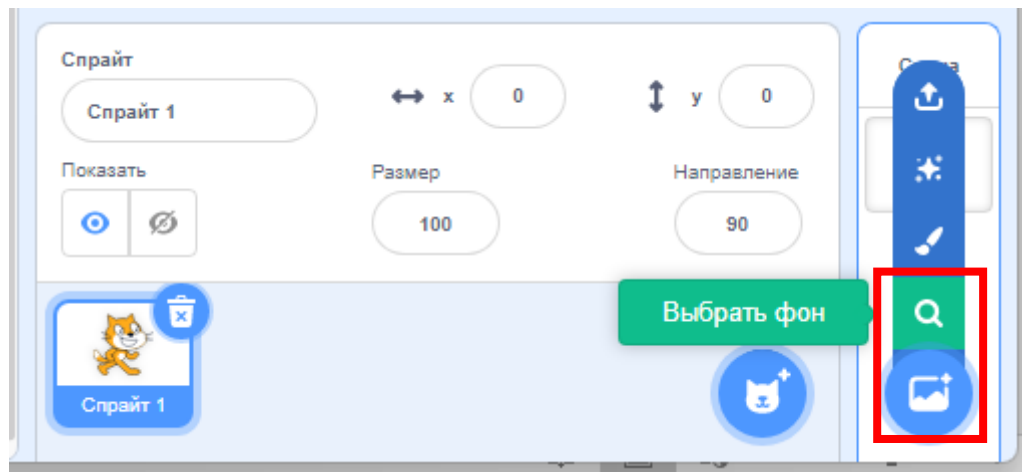 Спрайт
Спрайт 1
x 0
y 0
Показать
Размер
Направление
100
90
Выбрать фон
Спрайт 1